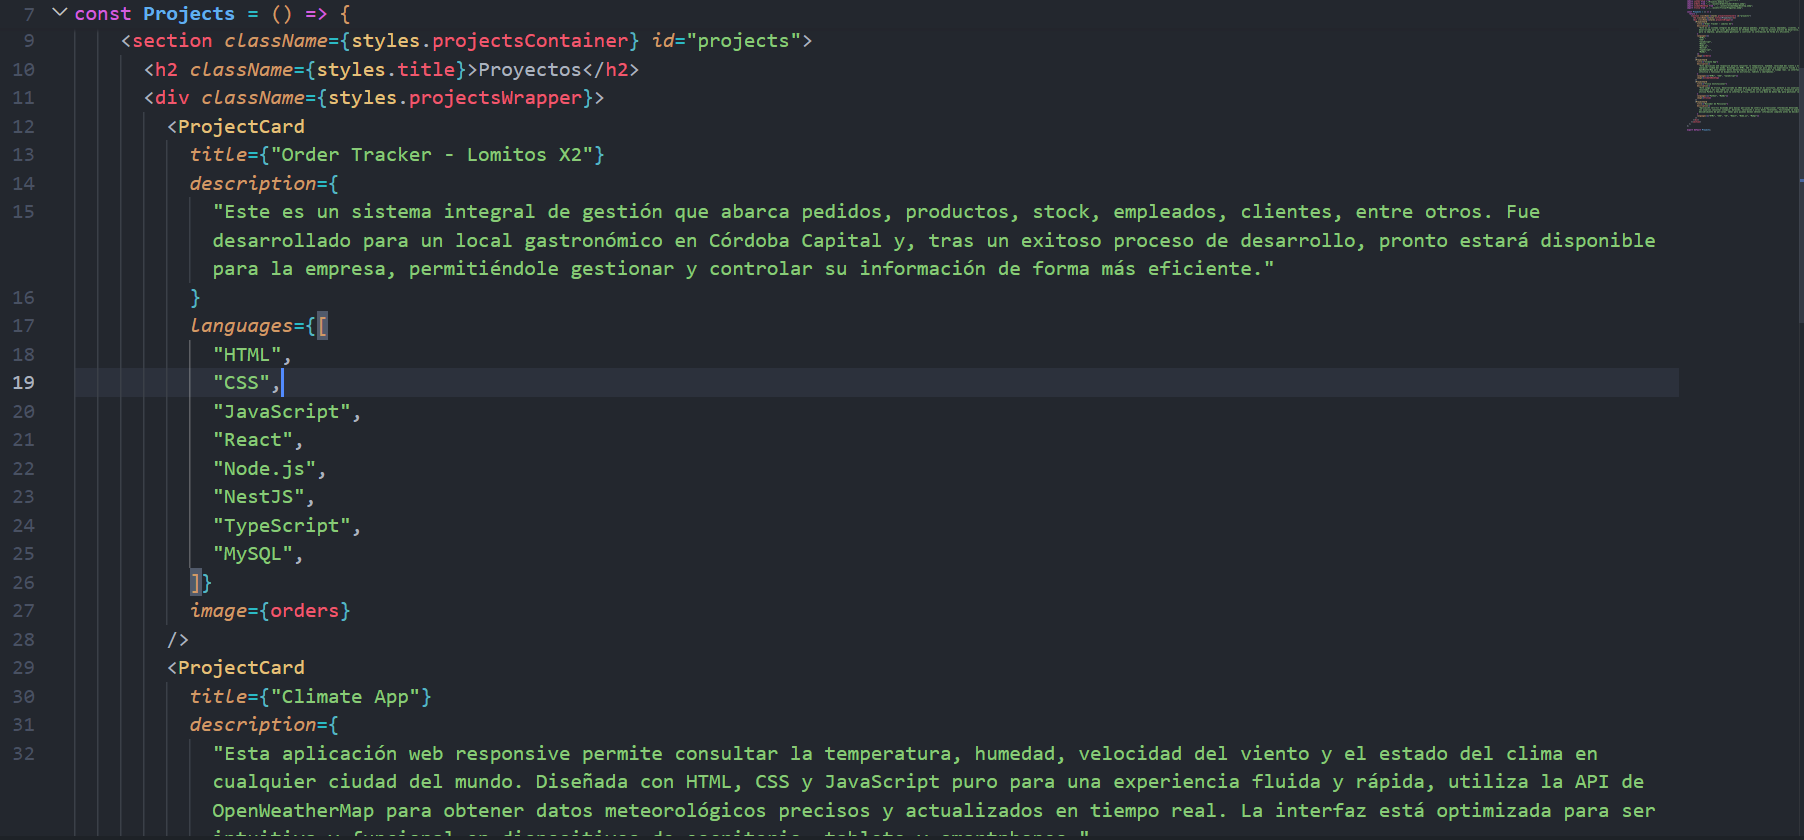 7 const Projects = () => {
9 <section className={styles.projectsContainer} id="projects">
10 <h2 className={styles.title}>Proyectos</h2>
11 <div className={styles.projectsWrapper}>
12 <ProjectCard
13 title={"Order Tracker - Lomitos X2"}
14 description={
15 "Este es un sistema integral de gestión que abarca pedidos, productos, stock, empleados, clientes, entre otros. Fue
desarrollado para un local gastronómico en Córdoba Capital y, tras un exitoso proceso de desarrollo, pronto estará disponible
para la empresa, permitiéndole gestionar y controlar su información de forma más eficiente."
16 }
17 languages={[
18 "HTML",
19 "CSS",
20 "JavaScript",
21 "React",
22 "Node.js",
23 "NestJS",
24 "TypeScript",
25 "MySQL",
26 ]}
27 image={orders}
28 />
29 <ProjectCard
30 title={"Climate App"}
31 description={
32 "Esta aplicación web responsive permite consultar la temperatura, humedad, velocidad del viento y el estado del clima en
cualquier ciudad del mundo. Diseñada con HTML, CSS y JavaScript puro para una experiencia fluida y rápida, utiliza la API de
OpenWeatherMap para obtener datos meteorológicos precisos y actualizados en tiempo real. La interfaz está optimizada para ser
intuitiva y funcional en dispositivos de escritorio, tablets y smartphones."